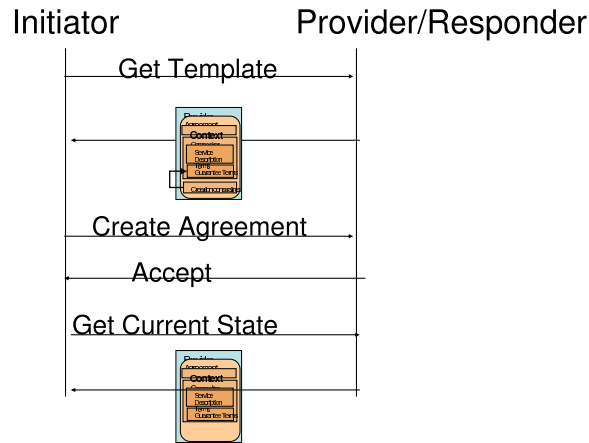 Initiator
Provider/Responder
Get Template
Context
Service
Description
Terms
Guarantee Terms
Create Agreement
Accept
Get Current State
Context
Service
Description
Terms
Guarantee Terms